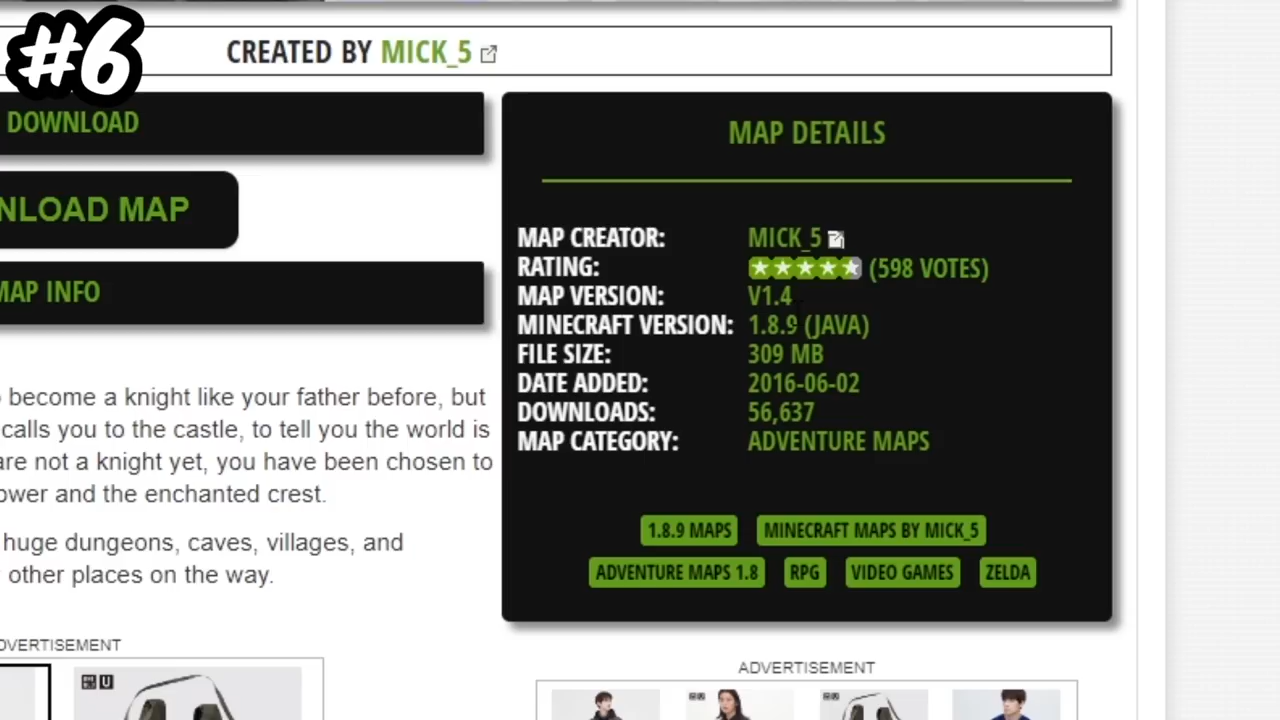 #6
CREATED BY MICK_5
DOWNLOAD
NLOAD MAP
MAP INFO
become a knight like your father before, but
calls you to the castle, to tell you the world is
are not a knight yet, you have been chosen to
ower and the enchanted crest.
huge dungeons, caves, villages, and
other places on the way.
MAP DETAILS
MAP CREATOR: MICK_5
RATING: (598 VOTES)
MAP VERSION: V1.4
MINECRAFT VERSION: 1.8.9 (JAVA)
FILE SIZE: 309 MB
DATE ADDED: 2016-06-02
DOWNLOADS: 56,637
MAP CATEGORY: ADVENTURE MAPS
1.8.9 MAPS MINECRAFT MAPS BY MICK_5
ADVENTURE MAPS 1.8 RPG VIDEO GAMES ZELDA
DVERTISEMENT
ADVERTISEMENT